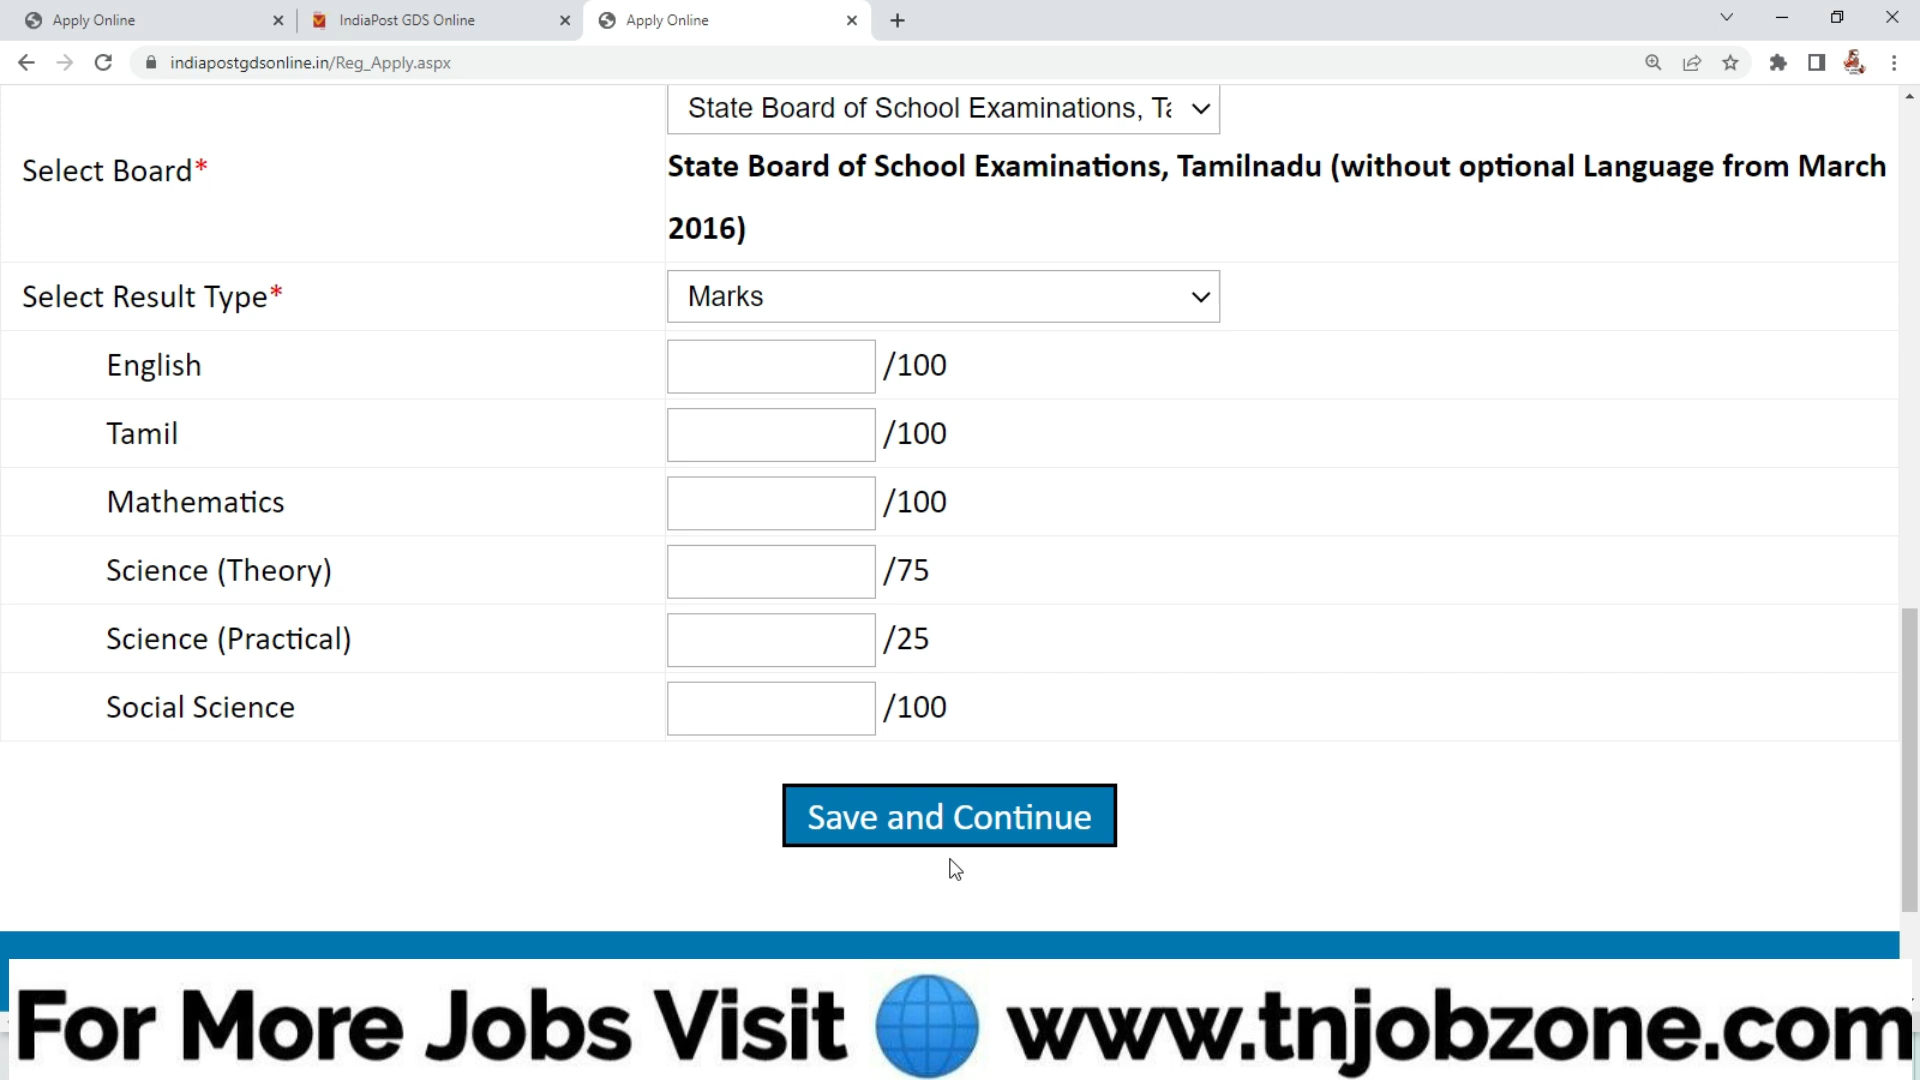 Apply Online
IndiaPost GDS Online
Apply Online
indiapostgdsonline.in/Reg_Apply.aspx
State Board of School Examinations, Ta
Select Board*
State Board of School Examinations, Tamilnadu (without optional Language from March
2016)
Select Result Type*
Marks
English
/100
Tamil
/100
Mathematics
/100
Science (Theory)
/75
Science (Practical)
/25
Social Science
/100
Save and Continue
For More Jobs Visit www.tnjobzone.com